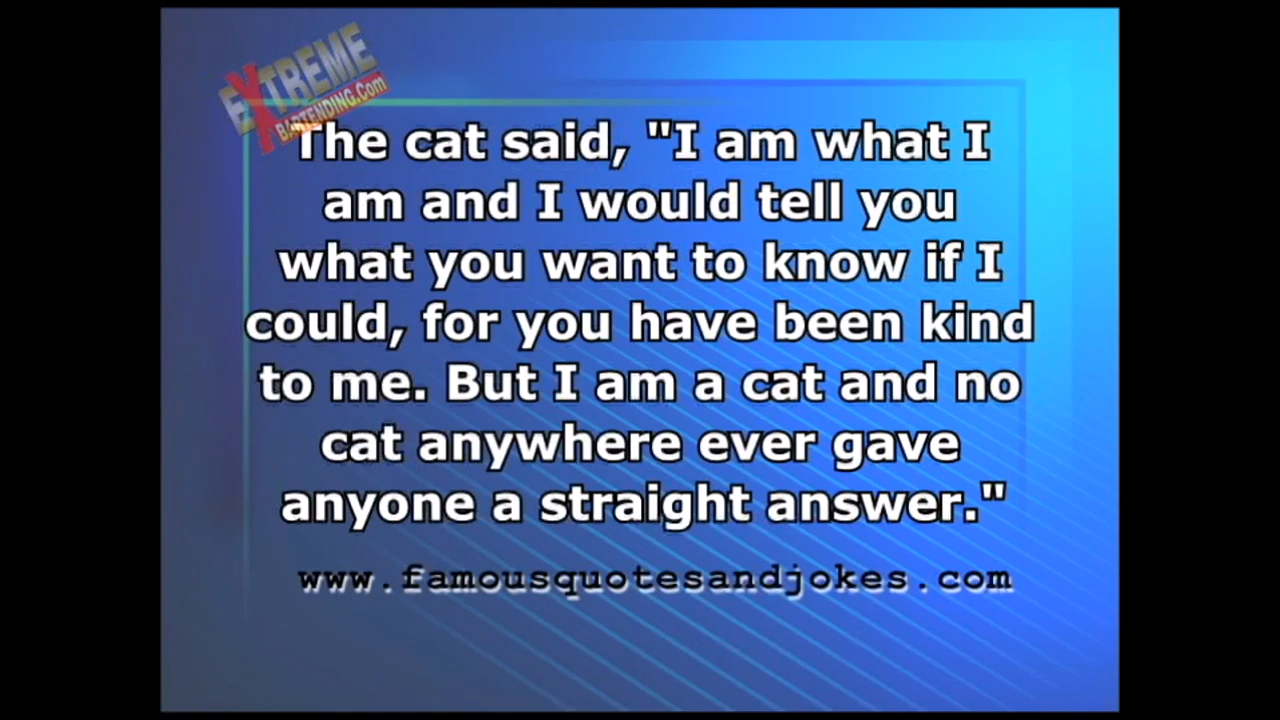 EXTREME
BARTENDING.Com
"The cat said, "I am what I
am and I would tell you
what you want to know if I
could, for you have been kind
to me. But I am a cat and no
cat anywhere ever gave
anyone a straight answer."
www.famousquotesandjokes.com